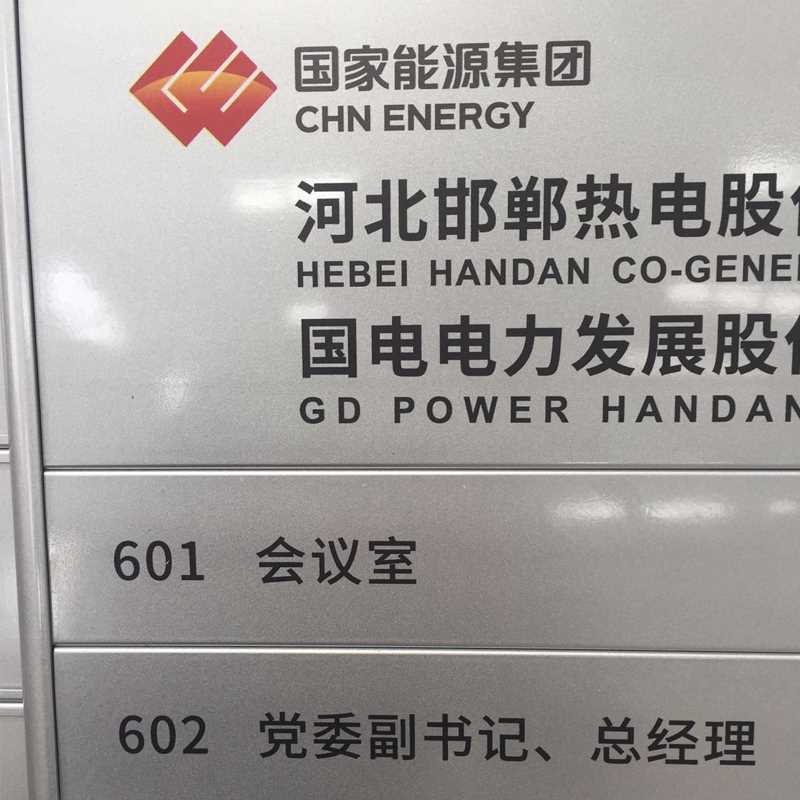 国家能源集团
CHN ENERGY
河北邯郸热电股
HEBEI HANDAN CO-GENE
国电电力发展股
GD POWER HANDAN
601 会议室
602 党委副书记、总经理